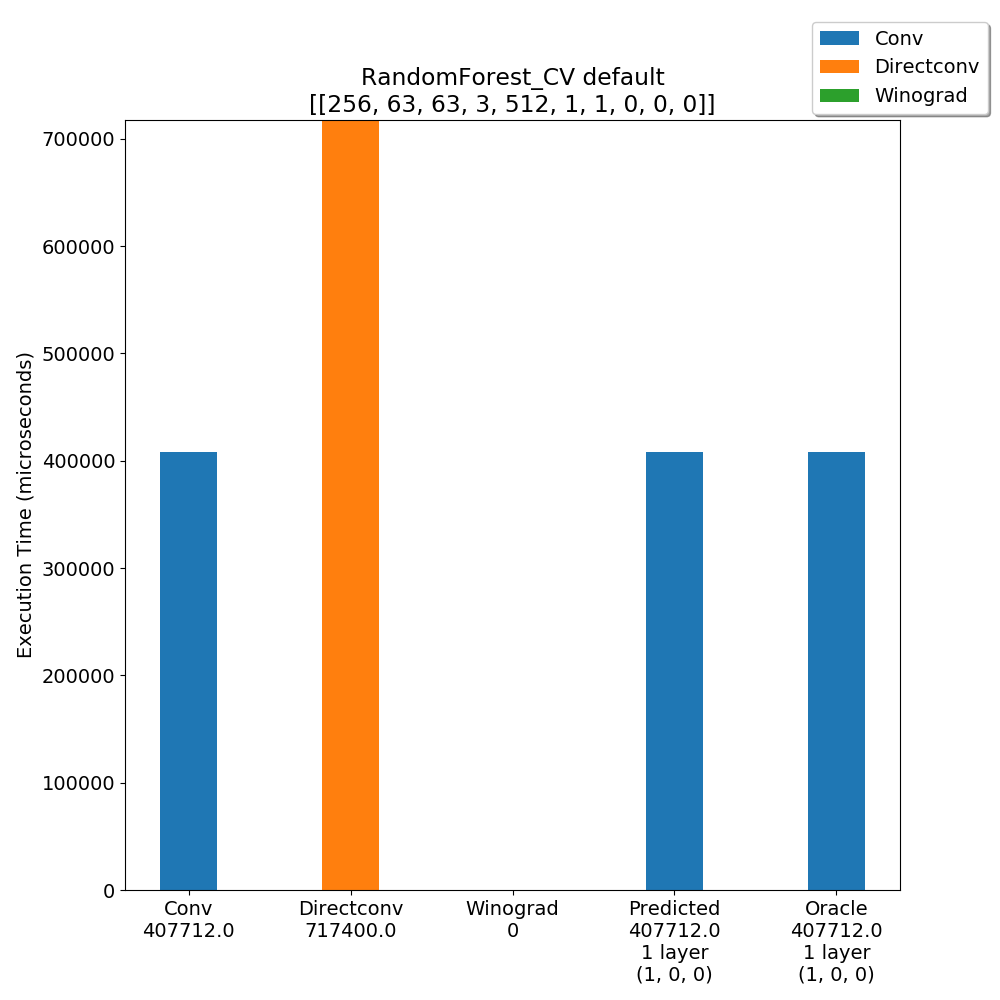 Conv
Directconv
Winograd
RandomForest_CV default
[[256, 63, 63, 3, 512, 1, 1, 0, 0, 0]]
Execution Time (microseconds)
700000
600000
500000
400000
300000
200000
100000
0
Conv
407712.0
Directconv
717400.0
Winograd
0
Predicted
407712.0
1 layer
(1, 0, 0)
Oracle
407712.0
1 layer
(1, 0, 0)